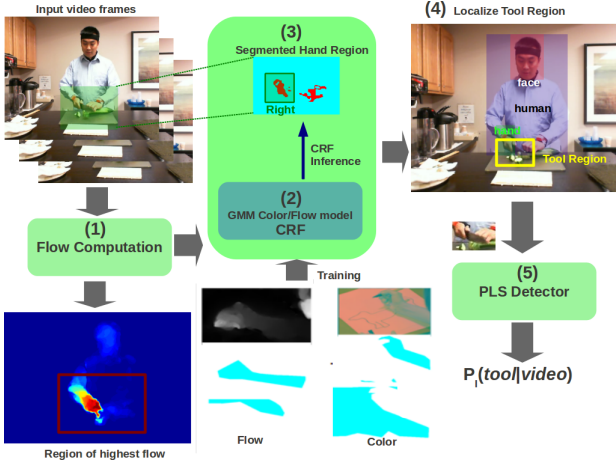 Input video frames
(1)
Flow Computation
Region of highest flow
(3)
Segmented Hand Region
Right
CRF
Inference
(2)
GMM Color/Flow model
CRF
Training
Flow
Color
(4) Localize Tool Region
face
human
hand
Tool Region
(5)
PLS Detector
P_I(tool|video)